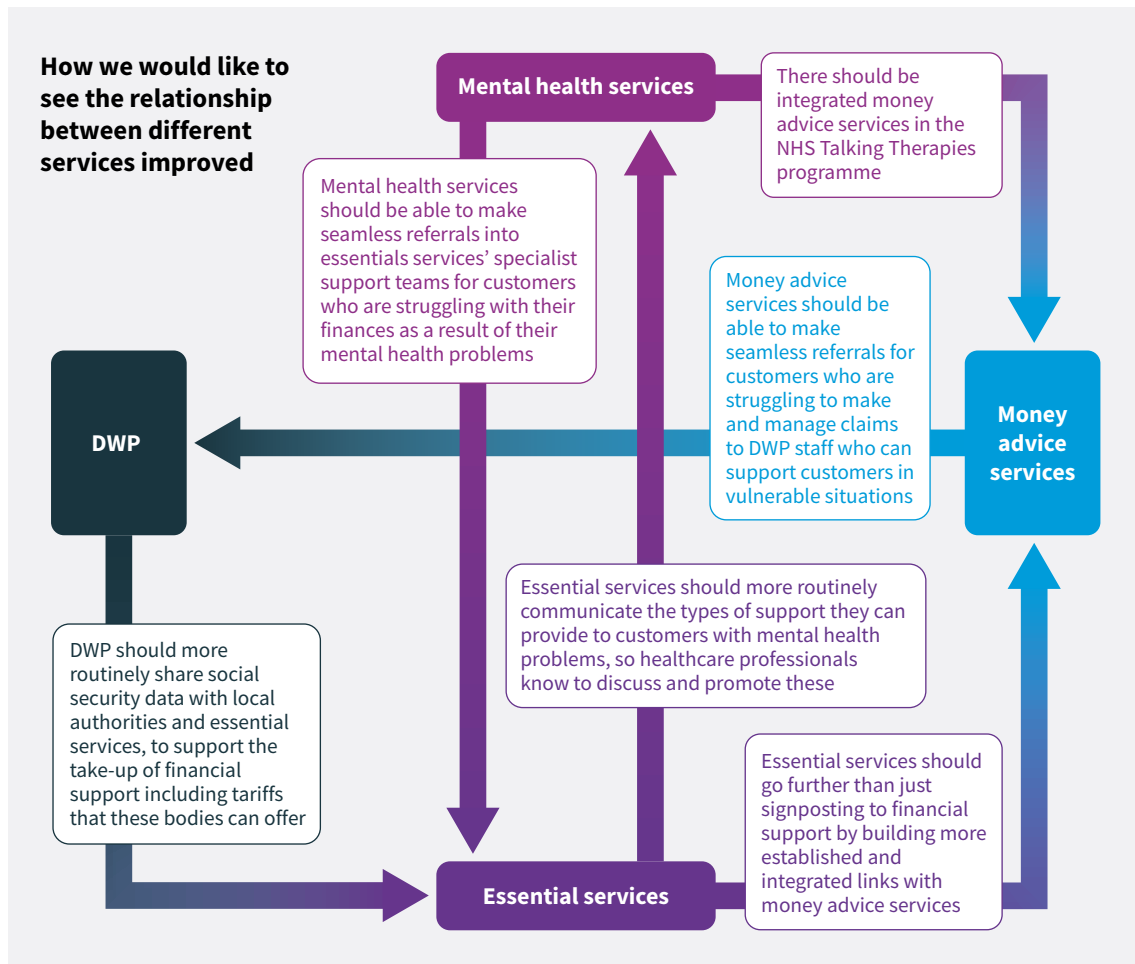 How we would like to
see the relationship
between different
services improved
Mental health services
There should be
integrated money
advice services in the
NHS Talking Therapies
programme
Mental health services
should be able to make
seamless referrals into
essentials services’ specialist
support teams for customers
who are struggling with their
finances as a result of their
mental health problems
Money advice
services should be
able to make
seamless referrals for
customers who are
struggling to make
and manage claims
to DWP staff who can
support customers in
vulnerable situations
DWP
Money
advice
services
Essential services should more routinely
communicate the types of support they can
provide to customers with mental health
problems, so healthcare professionals
know to discuss and promote these
DWP should more
routinely share social
security data with local
authorities and essential
services, to support the
take-up of financial
support including tariffs
that these bodies can offer
Essential services should
go further than just
signposting to financial
support by building more
established and
integrated links with
money advice services
Essential services